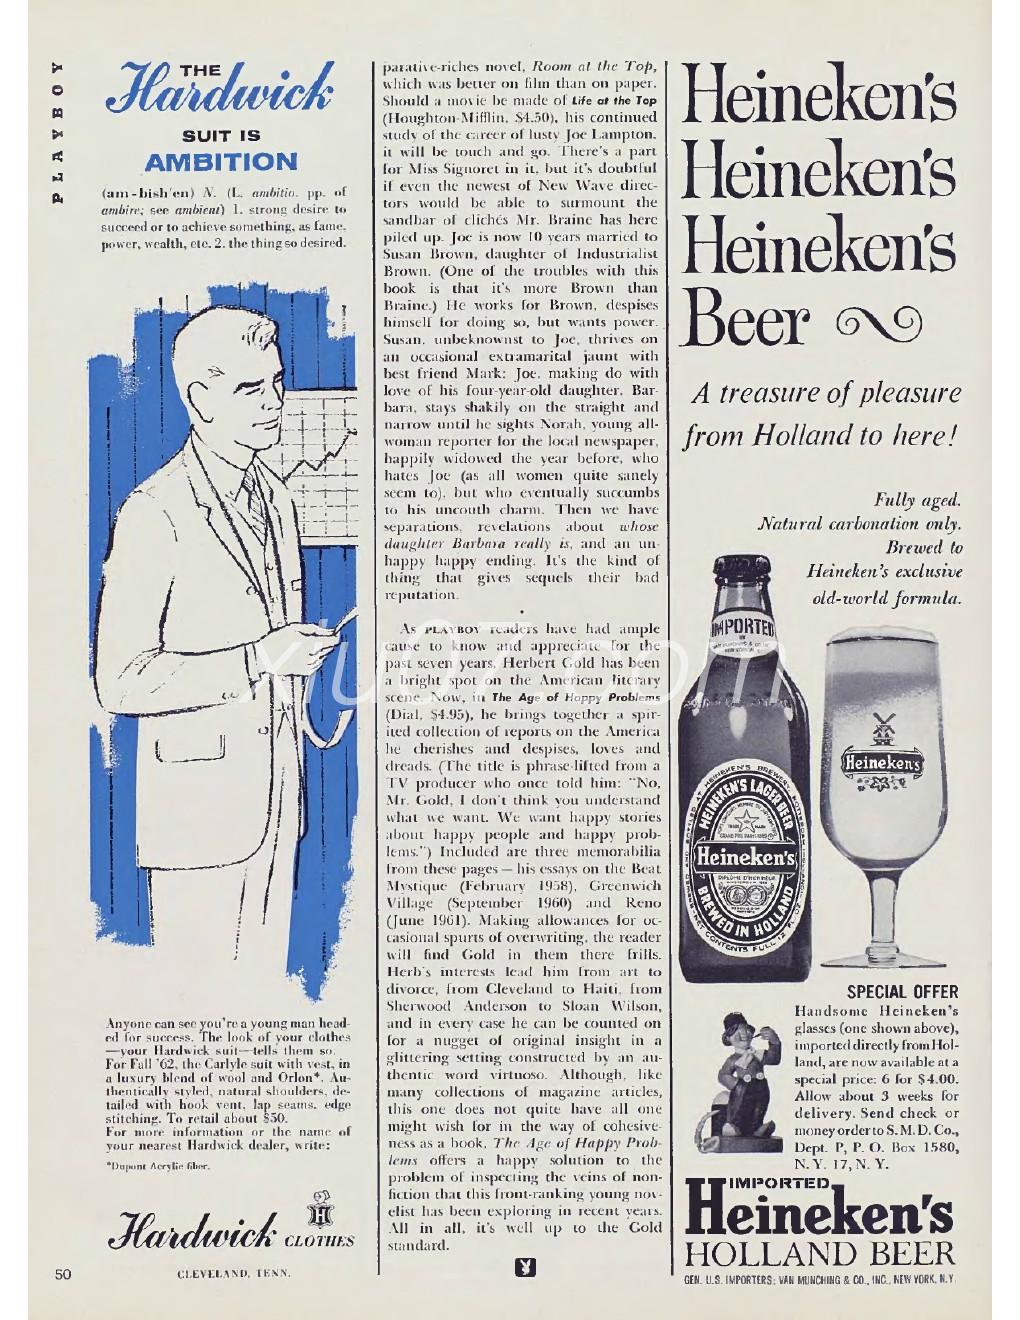 PLAYBOY
THE
Hardwick
SUIT IS
AMBITION
(am-bish'en) N. (L. ambitio. pp. of
ambire; see ambient) 1. strong desire to
succeed or to achieve something, as fame,
power, wealth, etc. 2. the thing so desired.
Anyone can see you're a young man head-
ed for success. The look of your clothes
—your Hardwick suit—tells them so.
For Fall '62, the Carlyle suit with vest, in
a luxury blend of wool and Orlon*. Au-
thentically styled, natural shoulders, de-
tailed with hook vent, lap seams, edge
stitching. To retail about $50.
For more information or the name of
your nearest Hardwick dealer, write:
*Dupont Acrylic fiber.
Hardwick CLOTHES
H
CLEVELAND, TENN.
50
parative-riches novel, Room at the Top,
which was better on film than on paper.
Should a movie be made of Life at the Top
(Houghton-Mifflin, $4.50), his continued
study of the career of lusty Joe Lampton,
it will be touch and go. There's a part
for Miss Signoret in it, but it's doubtful
if even the newest of New Wave direc-
tors would be able to surmount the
sandbar of clichés Mr. Braine has here
piled up. Joe is now 10 years married to
Susan Brown, daughter of Industrialist
Brown. (One of the troubles with this
book is that it's more Brown than
Braine.) He works for Brown, despises
himself for doing so, but wants power.
Susan, unbeknownst to Joe, thrives on
an occasional extramarital jaunt with
best friend Mark; Joe, making do with
love of his four-year-old daughter, Bar-
bara, stays shakily on the straight and
narrow until he sights Norah, young all-
woman reporter for the local newspaper,
happily widowed the year before, who
hates Joe (as all women quite sanely
seem to), but who eventually succumbs
to his uncouth charm. Then we have
separations, revelations about whose
daughter Barbara really is, and an un-
happy happy ending. It's the kind of
thing that gives sequels their bad
reputation.
As PLAYBOY readers have had ample
cause to know and appreciate for the
past seven years, Herbert Gold has been
a bright spot on the American literary
scene. Now, in The Age of Happy Problems
(Dial, $4.95), he brings together a spir-
ited collection of reports on the America
he cherishes and despises, loves and
dreads. (The title is phrase-lifted from a
TV producer who once told him: "No,
Mr. Gold, I don't think you understand
what we want. We want happy stories
about happy people and happy prob-
lems.") Included are three memorabilia
from these pages — his essays on the Beat
Mystique (February 1958), Greenwich
Village (September 1960) and Reno
(June 1961). Making allowances for oc-
casional spurts of overwriting, the reader
will find Gold in them there frills.
Herb's interests lead him from art to
divorce, from Cleveland to Haiti, from
Sherwood Anderson to Sloan Wilson,
and in every case he can be counted on
for a nugget of original insight in a
glittering setting constructed by an au-
thentic word virtuoso. Although, like
many collections of magazine articles,
this one does not quite have all one
might wish for in the way of cohesive-
ness as a book, The Age of Happy Prob-
lems offers a happy solution to the
problem of inspecting the veins of non-
fiction that this front-ranking young nov-
elist has been exploring in recent years.
All in all, it's well up to the Gold
standard.
Heineken's
Heineken's
Heineken's
Beer
A treasure of pleasure
from Holland to here!
Fully aged.
Natural carbonation only.
Brewed to
Heineken's exclusive
old-world formula.
IMPORTED
HEINEKEN'S LAGER BEER
Heineken's
BREWED IN HOLLAND
Heineken's
SPECIAL OFFER
Handsome Heineken's
glasses (one shown above),
imported directly from Hol-
land, are now available at a
special price: 6 for $4.00.
Allow about 3 weeks for
delivery. Send check or
money order to S. M. D. Co.,
Dept. P, P. O. Box 1580,
N. Y. 17, N. Y.
IMPORTED
Heineken's
HOLLAND BEER
GEN. U.S. IMPORTERS: VAN MUNCHING & CO., INC., NEW YORK, N.Y.